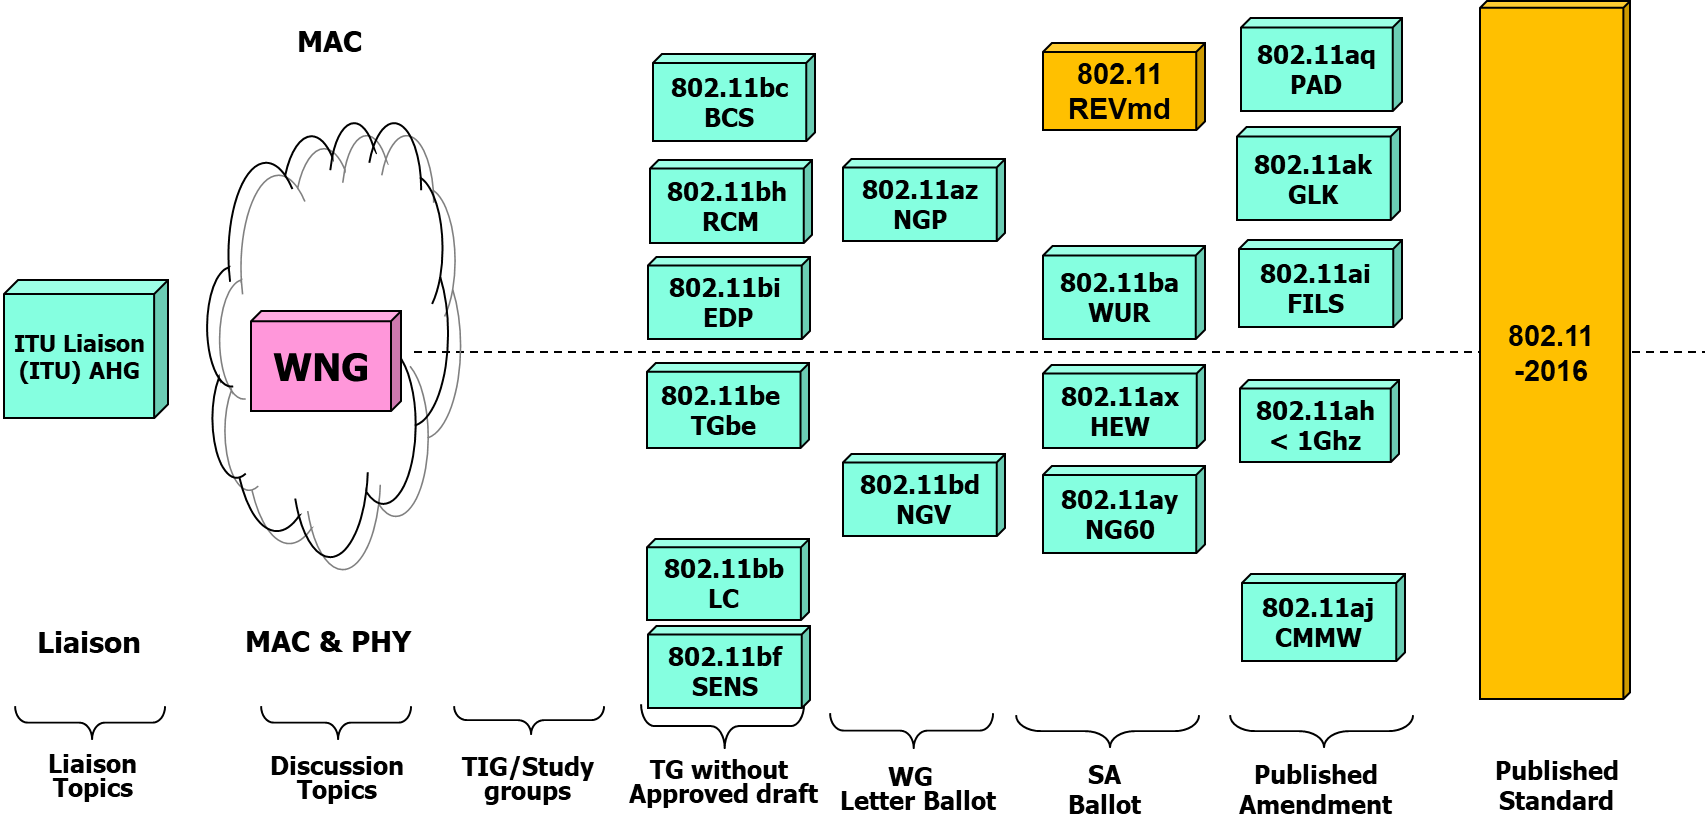 MAC
802.11bc
BCS
802.11bh
RCM
802.11bi
EDP
802.11be
TGbe
802.11bb
LC
802.11bf
SENS
802.11az
NGP
802.11bd
NGV
802.11
REVmd
802.11ba
WUR
802.11ax
HEW
802.11ay
NG60
802.11aq
PAD
802.11ak
GLK
802.11ai
FILS
802.11ah
< 1Ghz
802.11aj
CMMW
802.11
-2016
ITU Liaison
(ITU) AHG
WNG
Liaison
MAC & PHY
Liaison
Topics
Discussion
Topics
TIG/Study
groups
TG without
Approved draft
WG
Letter Ballot
SA
Ballot
Published
Amendment
Published
Standard